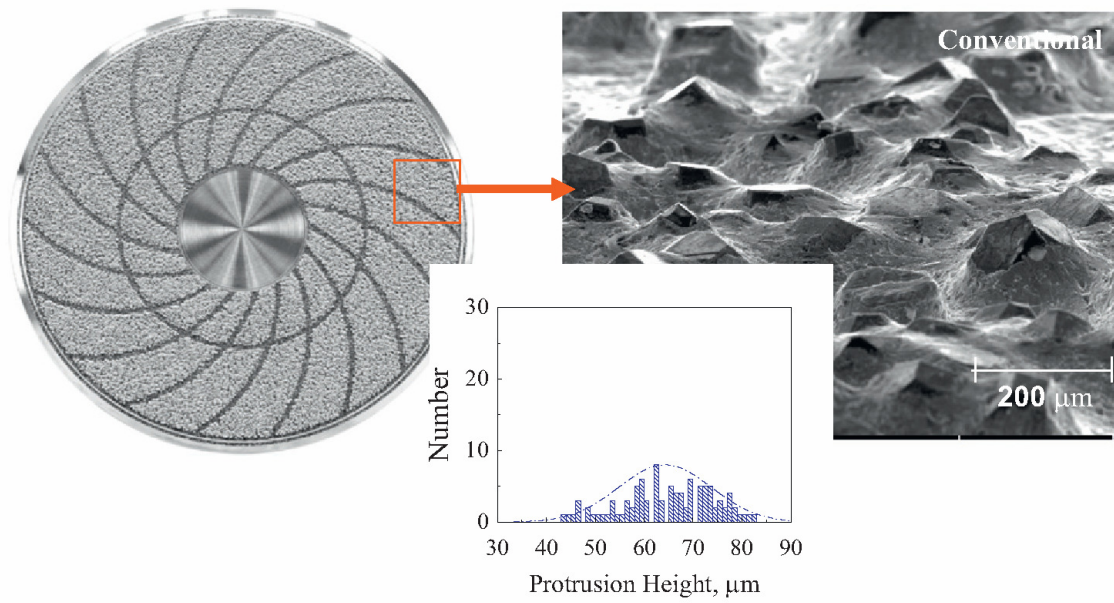 Conventional
200 μm
30
20
10
0
Number
30 40 50 60 70 80 90
Protrusion Height, μm